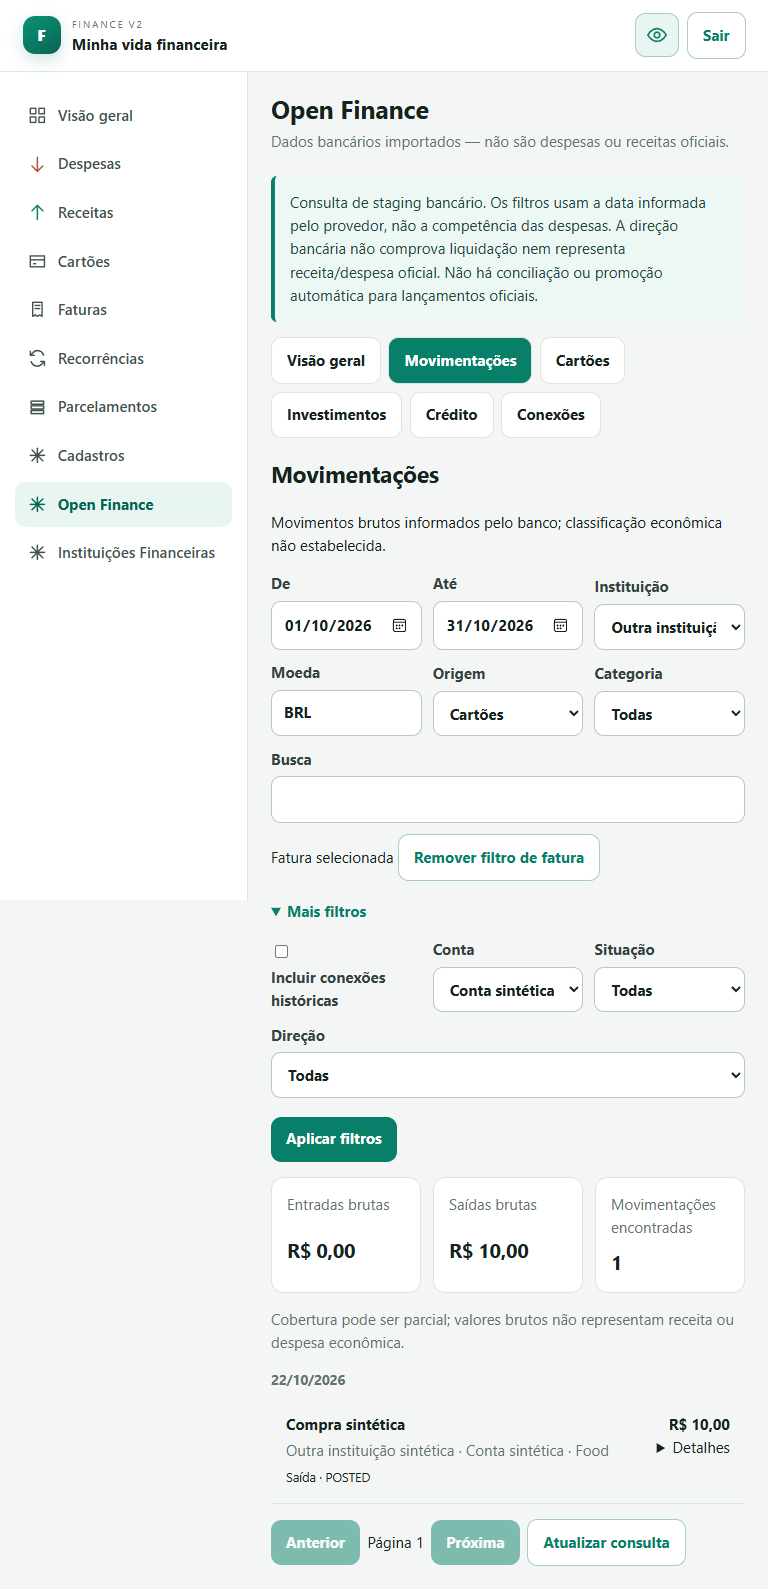 F
FINANCE V2
Minha vida financeira
Sair
Visão geral
Despesas
Receitas
Cartões
Faturas
Recorrências
Parcelamentos
Cadastros
Open Finance
Instituições Financeiras
Open Finance
Dados bancários importados — não são despesas ou receitas oficiais.
Consulta de staging bancário. Os filtros usam a data informada
pelo provedor, não a competência das despesas. A direção
bancária não comprova liquidação nem representa
receita/despesa oficial. Não há conciliação ou promoção
automática para lançamentos oficiais.
Visão geral
Movimentações
Cartões
Investimentos
Crédito
Conexões
Movimentações
Movimentos brutos informados pelo banco; classificação econômica
não estabelecida.
De
Até
Instituição
01/10/2026
31/10/2026
Outra instituiçã
Moeda
Origem
Categoria
BRL
Cartões
Todas
Busca
Fatura selecionada
Remover filtro de fatura
▼ Mais filtros
Incluir conexões
históricas
Conta
Conta sintética
Situação
Todas
Direção
Todas
Aplicar filtros
Entradas brutas
R$ 0,00
Saídas brutas
R$ 10,00
Movimentações
encontradas
1
Cobertura pode ser parcial; valores brutos não representam receita ou
despesa econômica.
22/10/2026
Compra sintética
R$ 10,00
Outra instituição sintética · Conta sintética · Food
▶ Detalhes
Saída · POSTED
Anterior
Página 1
Próxima
Atualizar consulta